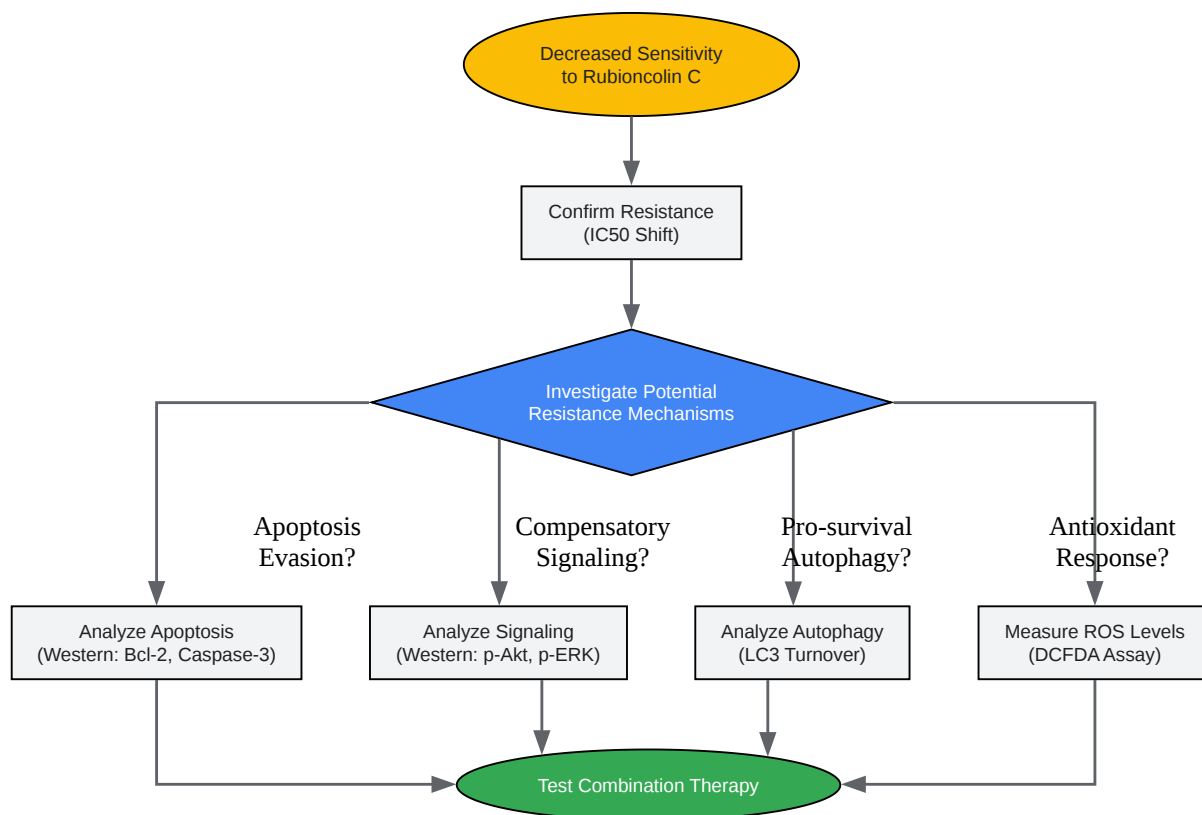 Decreased Sensitivity
to Rubioncolin C
Confirm Resistance
(IC50 Shift)
Investigate Potential
Resistance Mechanisms
Apoptosis
Evasion?
Compensatory
Signaling?
Pro-survival
Autophagy?
Antioxidant
Response?
Analyze Apoptosis
(Western: Bcl-2, Caspase-3)
Analyze Signaling
(Western: p-Akt, p-ERK)
Analyze Autophagy
(LC3 Turnover)
Measure ROS Levels
(DCFDA Assay)
Test Combination Therapy